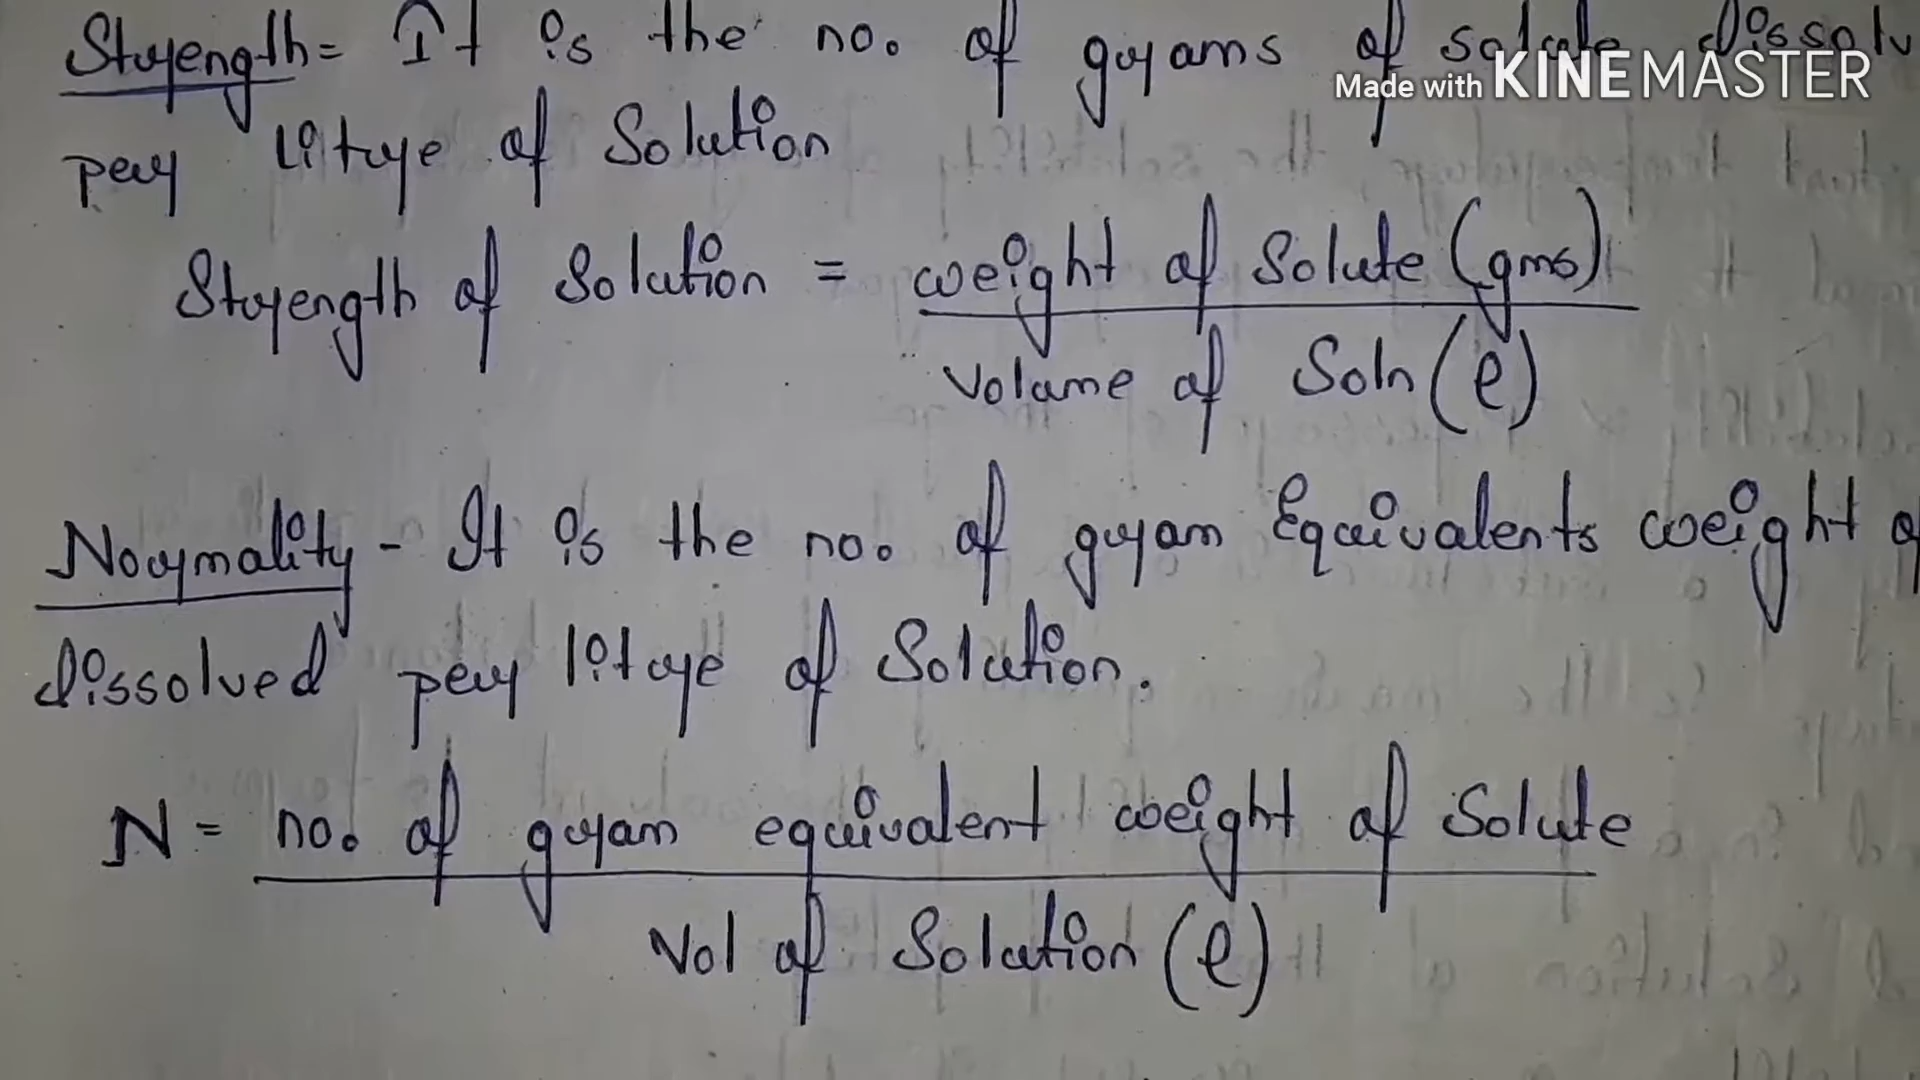 Strength = It is the no. of grams of solute dissolv
Made with KINEMASTER
per Litre of Solution
Strength of Solution = weight of Solute (gms)
Volume of Soln (l)
Normality - It is the no. of gram Equivalents weight of
dissolved per litre of Solution.
N = no. of gram equivalent weight of Solute
Vol of Solution (l)